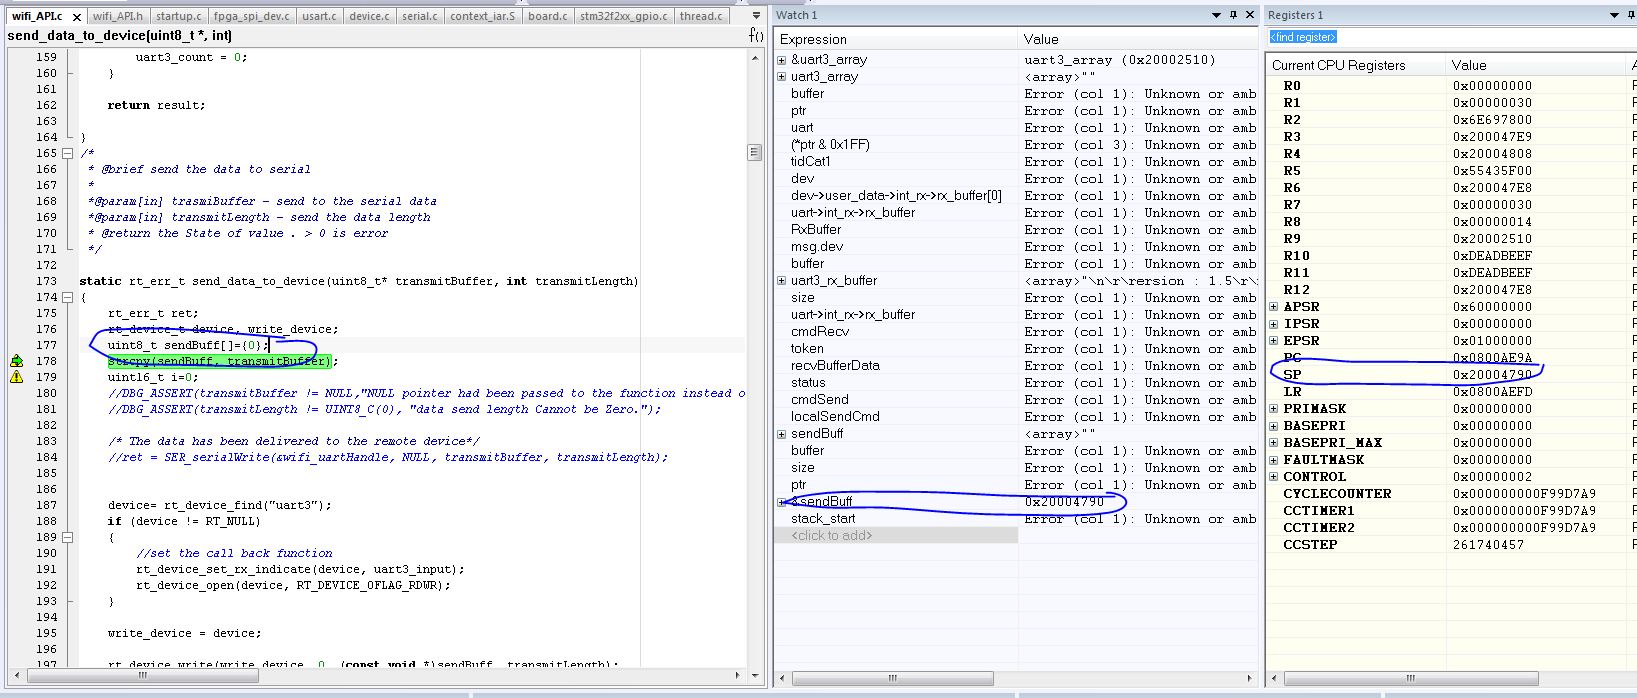 wifi_API.c × wifi_API.h startup.c fpga_spi_dev.c usart.c device.c serial.c context_iar.S board.c stm32f2xx_gpio.c thread.c
send_data_to_device(uint8_t *, int) f()
159 uart3_count = 0;
160 }
161
162 return result;
163
164 }
165 /*
166 * @brief send the data to serial
167 *
168 *@param[in] trasmiBuffer - send to the serial data
169 *@param[in] transmitLength - send the data length
170 * @return the State of value . > 0 is error
171 */
172
173 static rt_err_t send_data_to_device(uint8_t* transmitBuffer, int transmitLength)
174 {
175 rt_err_t ret;
176 rt_device_t device, write_device;
177 uint8_t sendBuff[]={0};
178 strcpy(sendBuff, transmitBuffer);
179 uint16_t i=0;
180 //DBG_ASSERT(transmitBuffer != NULL,"NULL pointer had been passed to the function instead o
181 //DBG_ASSERT(transmitLength != UINT8_C(0), "data send length Cannot be Zero.");
182
183 /* The data has been delivered to the remote device*/
184 //ret = SER_serialWrite(&wifi_uartHandle, NULL, transmitBuffer, transmitLength);
185
186
187 device= rt_device_find("uart3");
188 if (device != RT_NULL)
189 {
190 //set the call back function
191 rt_device_set_rx_indicate(device, uart3_input);
192 rt_device_open(device, RT_DEVICE_OFLAG_RDWR);
193 }
194
195 write_device = device;
196
197 rt_device_write(write_device, 0, (const void *)sendBuff, transmitLength);
Watch 1
Expression Value
&uart3_array uart3_array (0x20002510)
uart3_array <array>""
buffer Error (col 1): Unknown or amb
ptr Error (col 1): Unknown or amb
uart Error (col 1): Unknown or amb
(*ptr & 0x1FF) Error (col 3): Unknown or amb
tidCat1 Error (col 1): Unknown or amb
dev Error (col 1): Unknown or amb
dev->user_data->int_rx->rx_buffer[0] Error (col 1): Unknown or amb
uart->int_rx->rx_buffer Error (col 1): Unknown or amb
RxBuffer Error (col 1): Unknown or amb
msg.dev Error (col 1): Unknown or amb
buffer Error (col 1): Unknown or amb
uart3_rx_buffer <array>"\n\r\rersion : 1.5\r\
size Error (col 1): Unknown or amb
uart->int_rx->rx_buffer Error (col 1): Unknown or amb
cmdRecv Error (col 1): Unknown or amb
token Error (col 1): Unknown or amb
recvBufferData Error (col 1): Unknown or amb
status Error (col 1): Unknown or amb
cmdSend Error (col 1): Unknown or amb
localSendCmd Error (col 1): Unknown or amb
sendBuff <array>""
buffer Error (col 1): Unknown or amb
size Error (col 1): Unknown or amb
ptr Error (col 1): Unknown or amb
&sendBuff 0x20004790
stack_start Error (col 1): Unknown or amb
<click to add>
Registers 1
<find register>
Current CPU Registers Value A
R0 0x00000000
R1 0x00000030
R2 0x6E697800
R3 0x200047E9
R4 0x20004808
R5 0x55435F00
R6 0x200047E8
R7 0x00000030
R8 0x00000014
R9 0x20002510
R10 0xDEADBEEF
R11 0xDEADBEEF
R12 0x200047E8
APSR 0x60000000
IPSR 0x00000000
EPSR 0x01000000
PC 0x0800AE9A
SP 0x20004790
LR 0x0800AEFD
PRIMASK 0x00000000
BASEPRI 0x00000000
BASEPRI_MAX 0x00000000
FAULTMASK 0x00000000
CONTROL 0x00000002
CYCLECOUNTER 0x000000000F99D7A9
CCTIMER1 0x000000000F99D7A9
CCTIMER2 0x000000000F99D7A9
CCSTEP 261740457